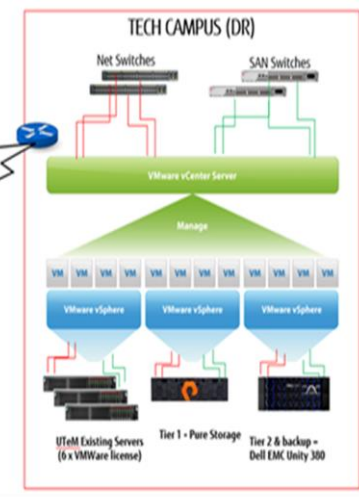 TECH CAMPUS (DR)
Net Switches
SAN Switches
VMware vCenter Server
Manage
VM VM VM VM VM VM VM VM VM VM VM VM
VMware vSphere
VMware vSphere
VMware vSphere
UTeM Existing Servers
(6 x VMWare license)
Tier 1 = Pure Storage
Tier 2 & backup =
Dell EMC Unity 380